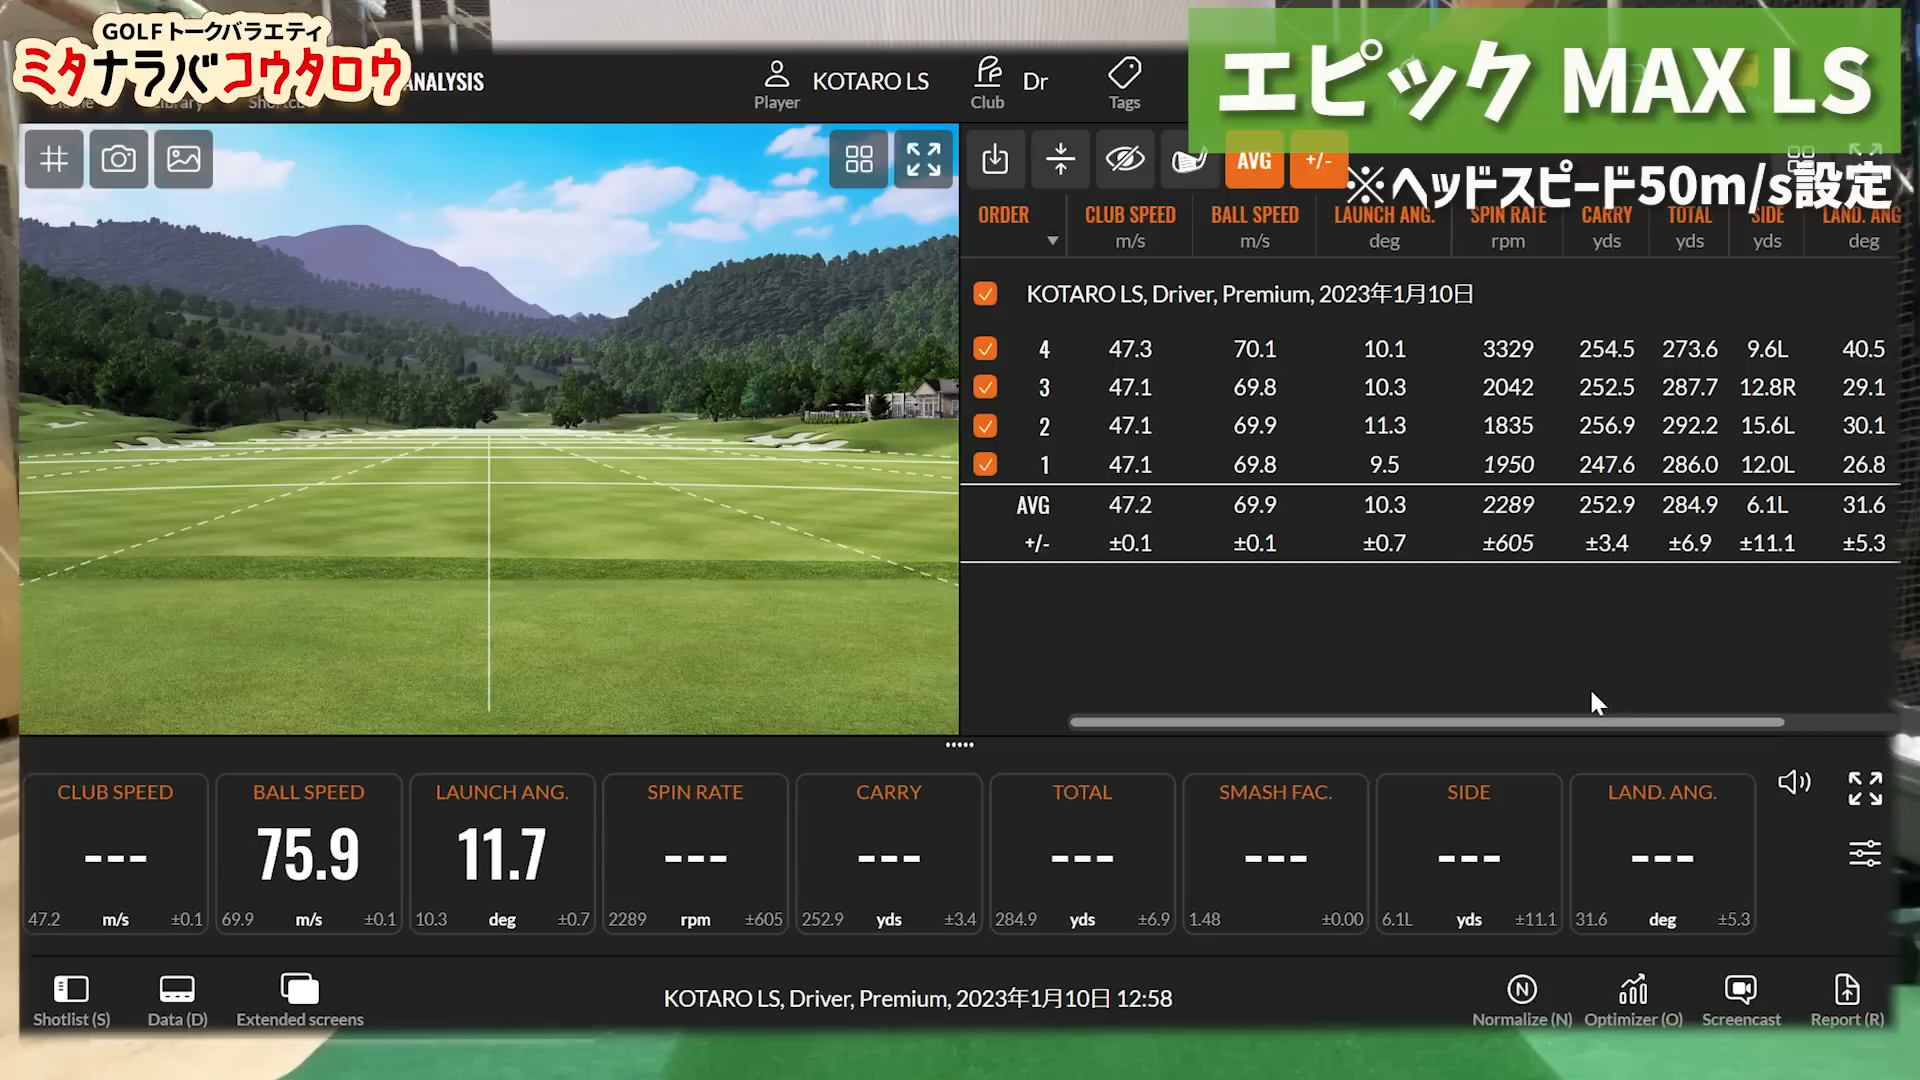 GOLFトークバラエティ
ミタナラバコウタロウ
ANALYSIS
Player
KOTARO LS
Club
Dr
Tags
エピック MAX LS
※ヘッドスピード50m/s設定
AVG
+/-
ORDER CLUB SPEED BALL SPEED LAUNCH ANG. SPIN RATE CARRY TOTAL SIDE LAND. ANG
m/s m/s deg rpm yds yds yds deg
KOTARO LS, Driver, Premium, 2023年1月10日
4 47.3 70.1 10.1 3329 254.5 273.6 9.6L 40.5
3 47.1 69.8 10.3 2042 252.5 287.7 12.8R 29.1
2 47.1 69.9 11.3 1835 256.9 292.2 15.6L 30.1
1 47.1 69.8 9.5 1950 247.6 286.0 12.0L 26.8
AVG 47.2 69.9 10.3 2289 252.9 284.9 6.1L 31.6
+/- ±0.1 ±0.1 ±0.7 ±605 ±3.4 ±6.9 ±11.1 ±5.3
CLUB SPEED BALL SPEED LAUNCH ANG. SPIN RATE CARRY TOTAL SMASH FAC. SIDE LAND. ANG.
--- 75.9 11.7 --- --- --- --- --- ---
47.2 m/s ±0.1 69.9 m/s ±0.1 10.3 deg ±0.7 2289 rpm ±605 252.9 yds ±3.4 284.9 yds ±6.9 1.48 ±0.00 6.1L yds ±11.1 31.6 deg ±5.3
Shotlist (S)
Data (D)
Extended screens
KOTARO LS, Driver, Premium, 2023年1月10日 12:58
Normalize (N)
Optimizer (O)
Screencast
Report (R)